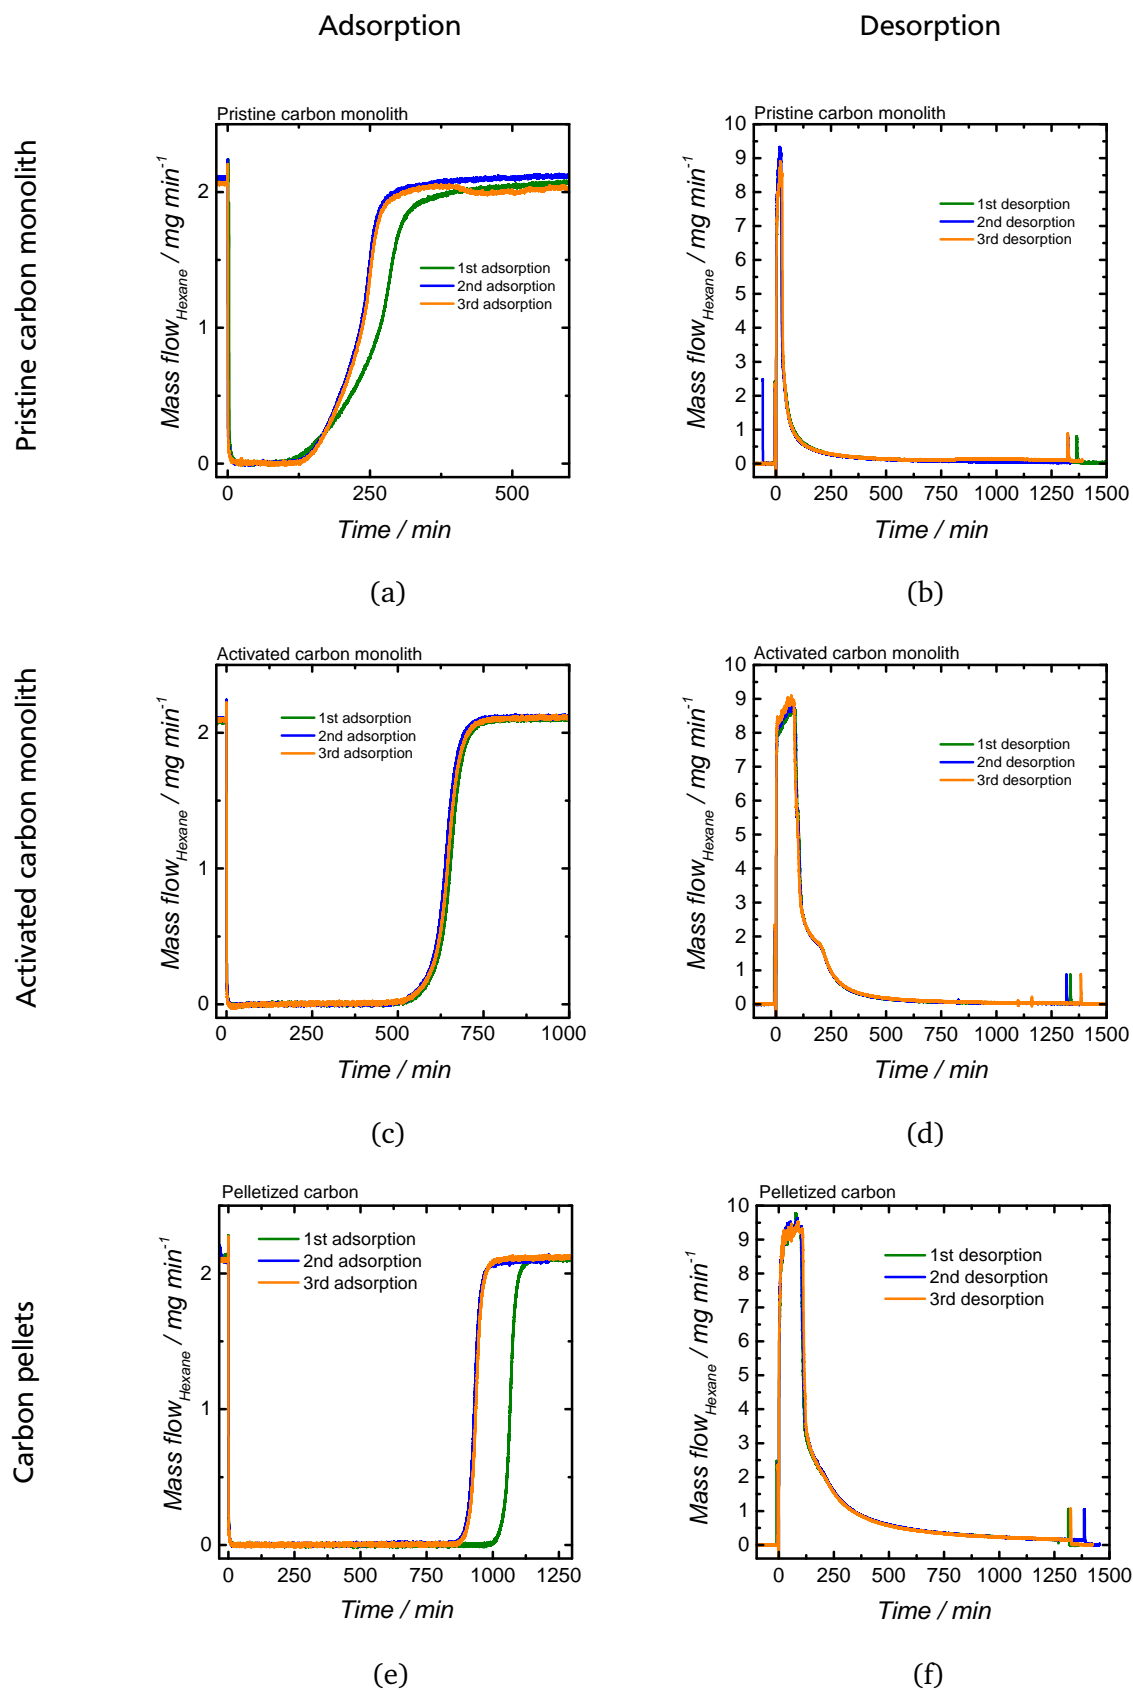 Adsorption
Desorption
Pristine carbon monolith
Pristine carbon monolith
Mass flow_Hexane / mg min⁻¹
2
1
0
1st adsorption
2nd adsorption
3rd adsorption
0 250 500
Time / min
(a)
Pristine carbon monolith
Mass flow_Hexane / mg min⁻¹
10
9
8
7
6
5
4
3
2
1
0
1st desorption
2nd desorption
3rd desorption
0 250 500 750 1000 1250 1500
Time / min
(b)
Activated carbon monolith
Activated carbon monolith
Mass flow_Hexane / mg min⁻¹
2
1
0
1st adsorption
2nd adsorption
3rd adsorption
0 250 500 750 1000
Time / min
(c)
Activated carbon monolith
Mass flow_Hexane / mg min⁻¹
10
9
8
7
6
5
4
3
2
1
0
1st desorption
2nd desorption
3rd desorption
0 250 500 750 1000 1250 1500
Time / min
(d)
Carbon pellets
Pelletized carbon
Mass flow_Hexane / mg min⁻¹
2
1
0
1st adsorption
2nd adsorption
3rd adsorption
0 250 500 750 1000 1250
Time / min
(e)
Pelletized carbon
Mass flow_Hexane / mg min⁻¹
10
9
8
7
6
5
4
3
2
1
0
1st desorption
2nd desorption
3rd desorption
0 250 500 750 1000 1250 1500
Time / min
(f)